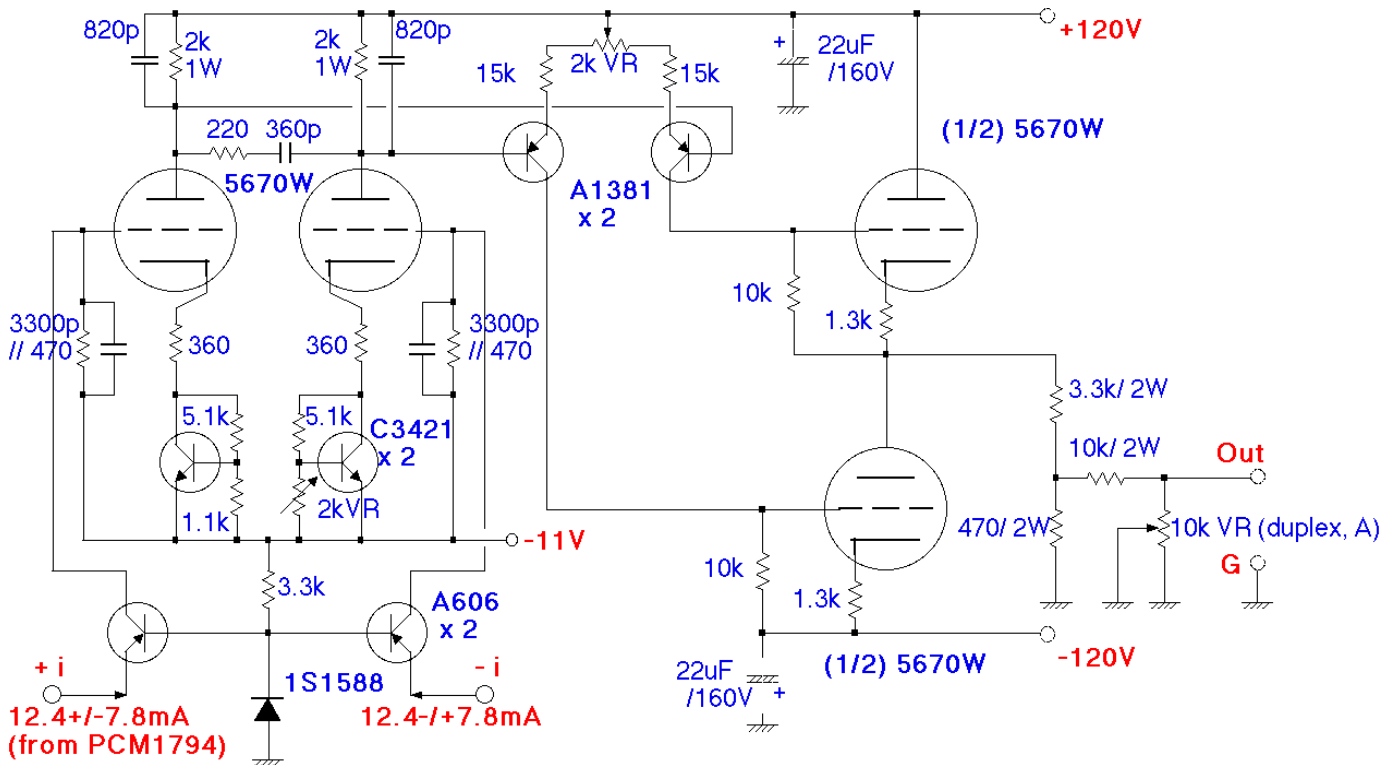 820p
2k
1W
2k
1W
820p
15k
2k VR
15k
+
22uF
/160V
+120V
220
360p
5670W
A1381
x 2
(1/2) 5670W
3300p
// 470
360
360
3300p
// 470
10k
1.3k
5.1k
5.1k
C3421
x 2
1.1k
2kVR
-11V
3.3k/ 2W
10k/ 2W
Out
470/ 2W
10k VR (duplex, A)
G
3.3k
A606
x 2
10k
1.3k
-120V
(1/2) 5670W
22uF
/160V
+
+ i
- i
1S1588
12.4+/-7.8mA
(from PCM1794)
12.4-/+7.8mA